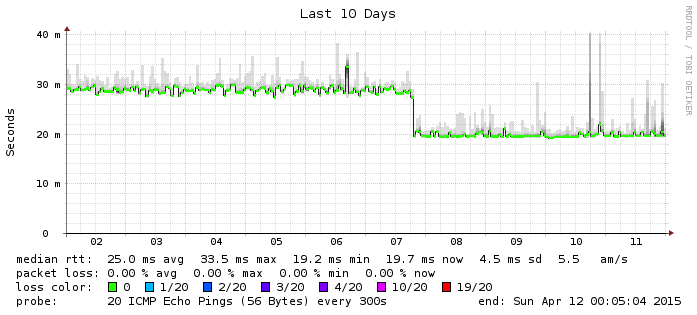 Last 10 Days
RRDTOOL / TOBI OETIKER
Seconds
40 m
30 m
20 m
10 m
0
02 03 04 05 06 07 08 09 10 11
median rtt: 25.0 ms avg 33.5 ms max 19.2 ms min 19.7 ms now 4.5 ms sd 5.5 am/s
packet loss: 0.00 % avg 0.00 % max 0.00 % min 0.00 % now
loss color: 0 1/20 2/20 3/20 4/20 10/20 19/20
probe: 20 ICMP Echo Pings (56 Bytes) every 300s end: Sun Apr 12 00:05:04 2015